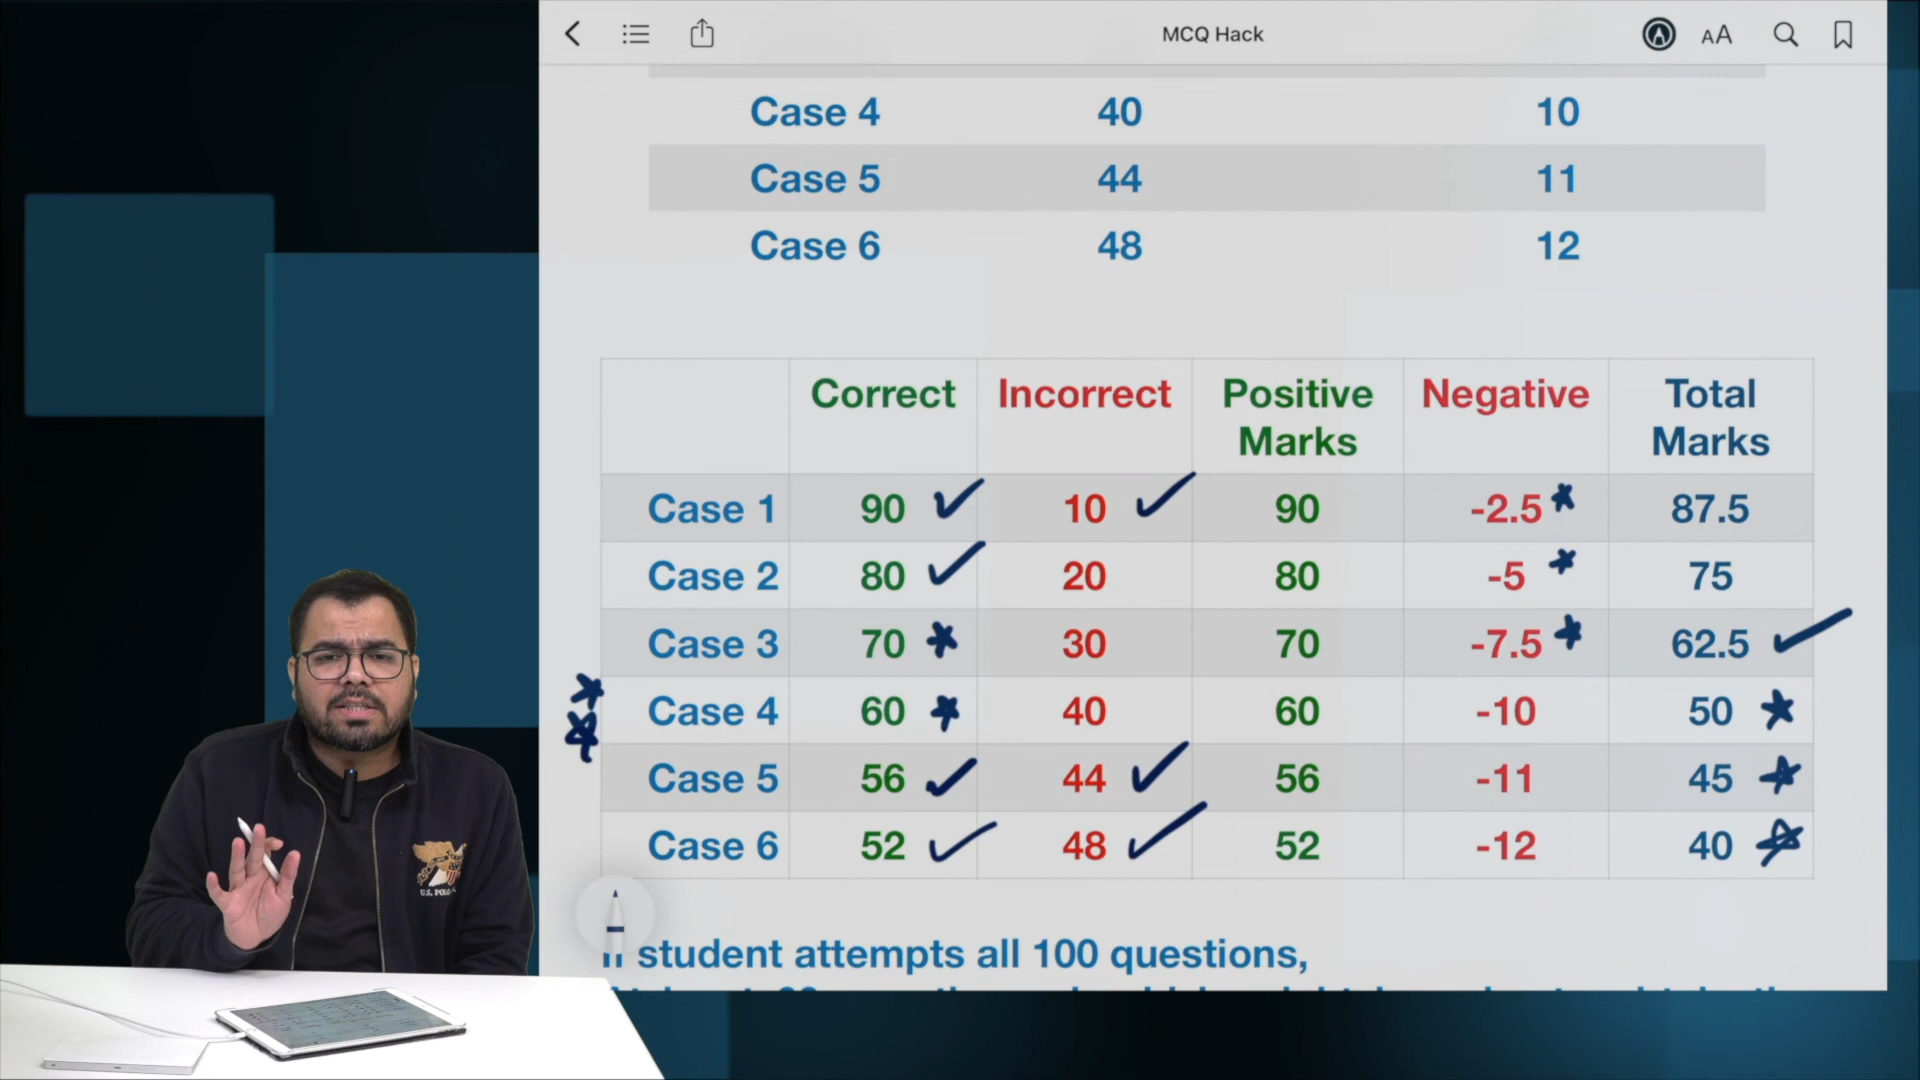 MCQ Hack
AA
Case 4 40 10
Case 5 44 11
Case 6 48 12
Correct Incorrect Positive Marks Negative Total Marks
Case 1 90 10 90 -2.5 87.5
Case 2 80 20 80 -5 75
Case 3 70 30 70 -7.5 62.5
Case 4 60 40 60 -10 50
Case 5 56 44 56 -11 45
Case 6 52 48 52 -12 40
student attempts all 100 questions,
U.S. POLO